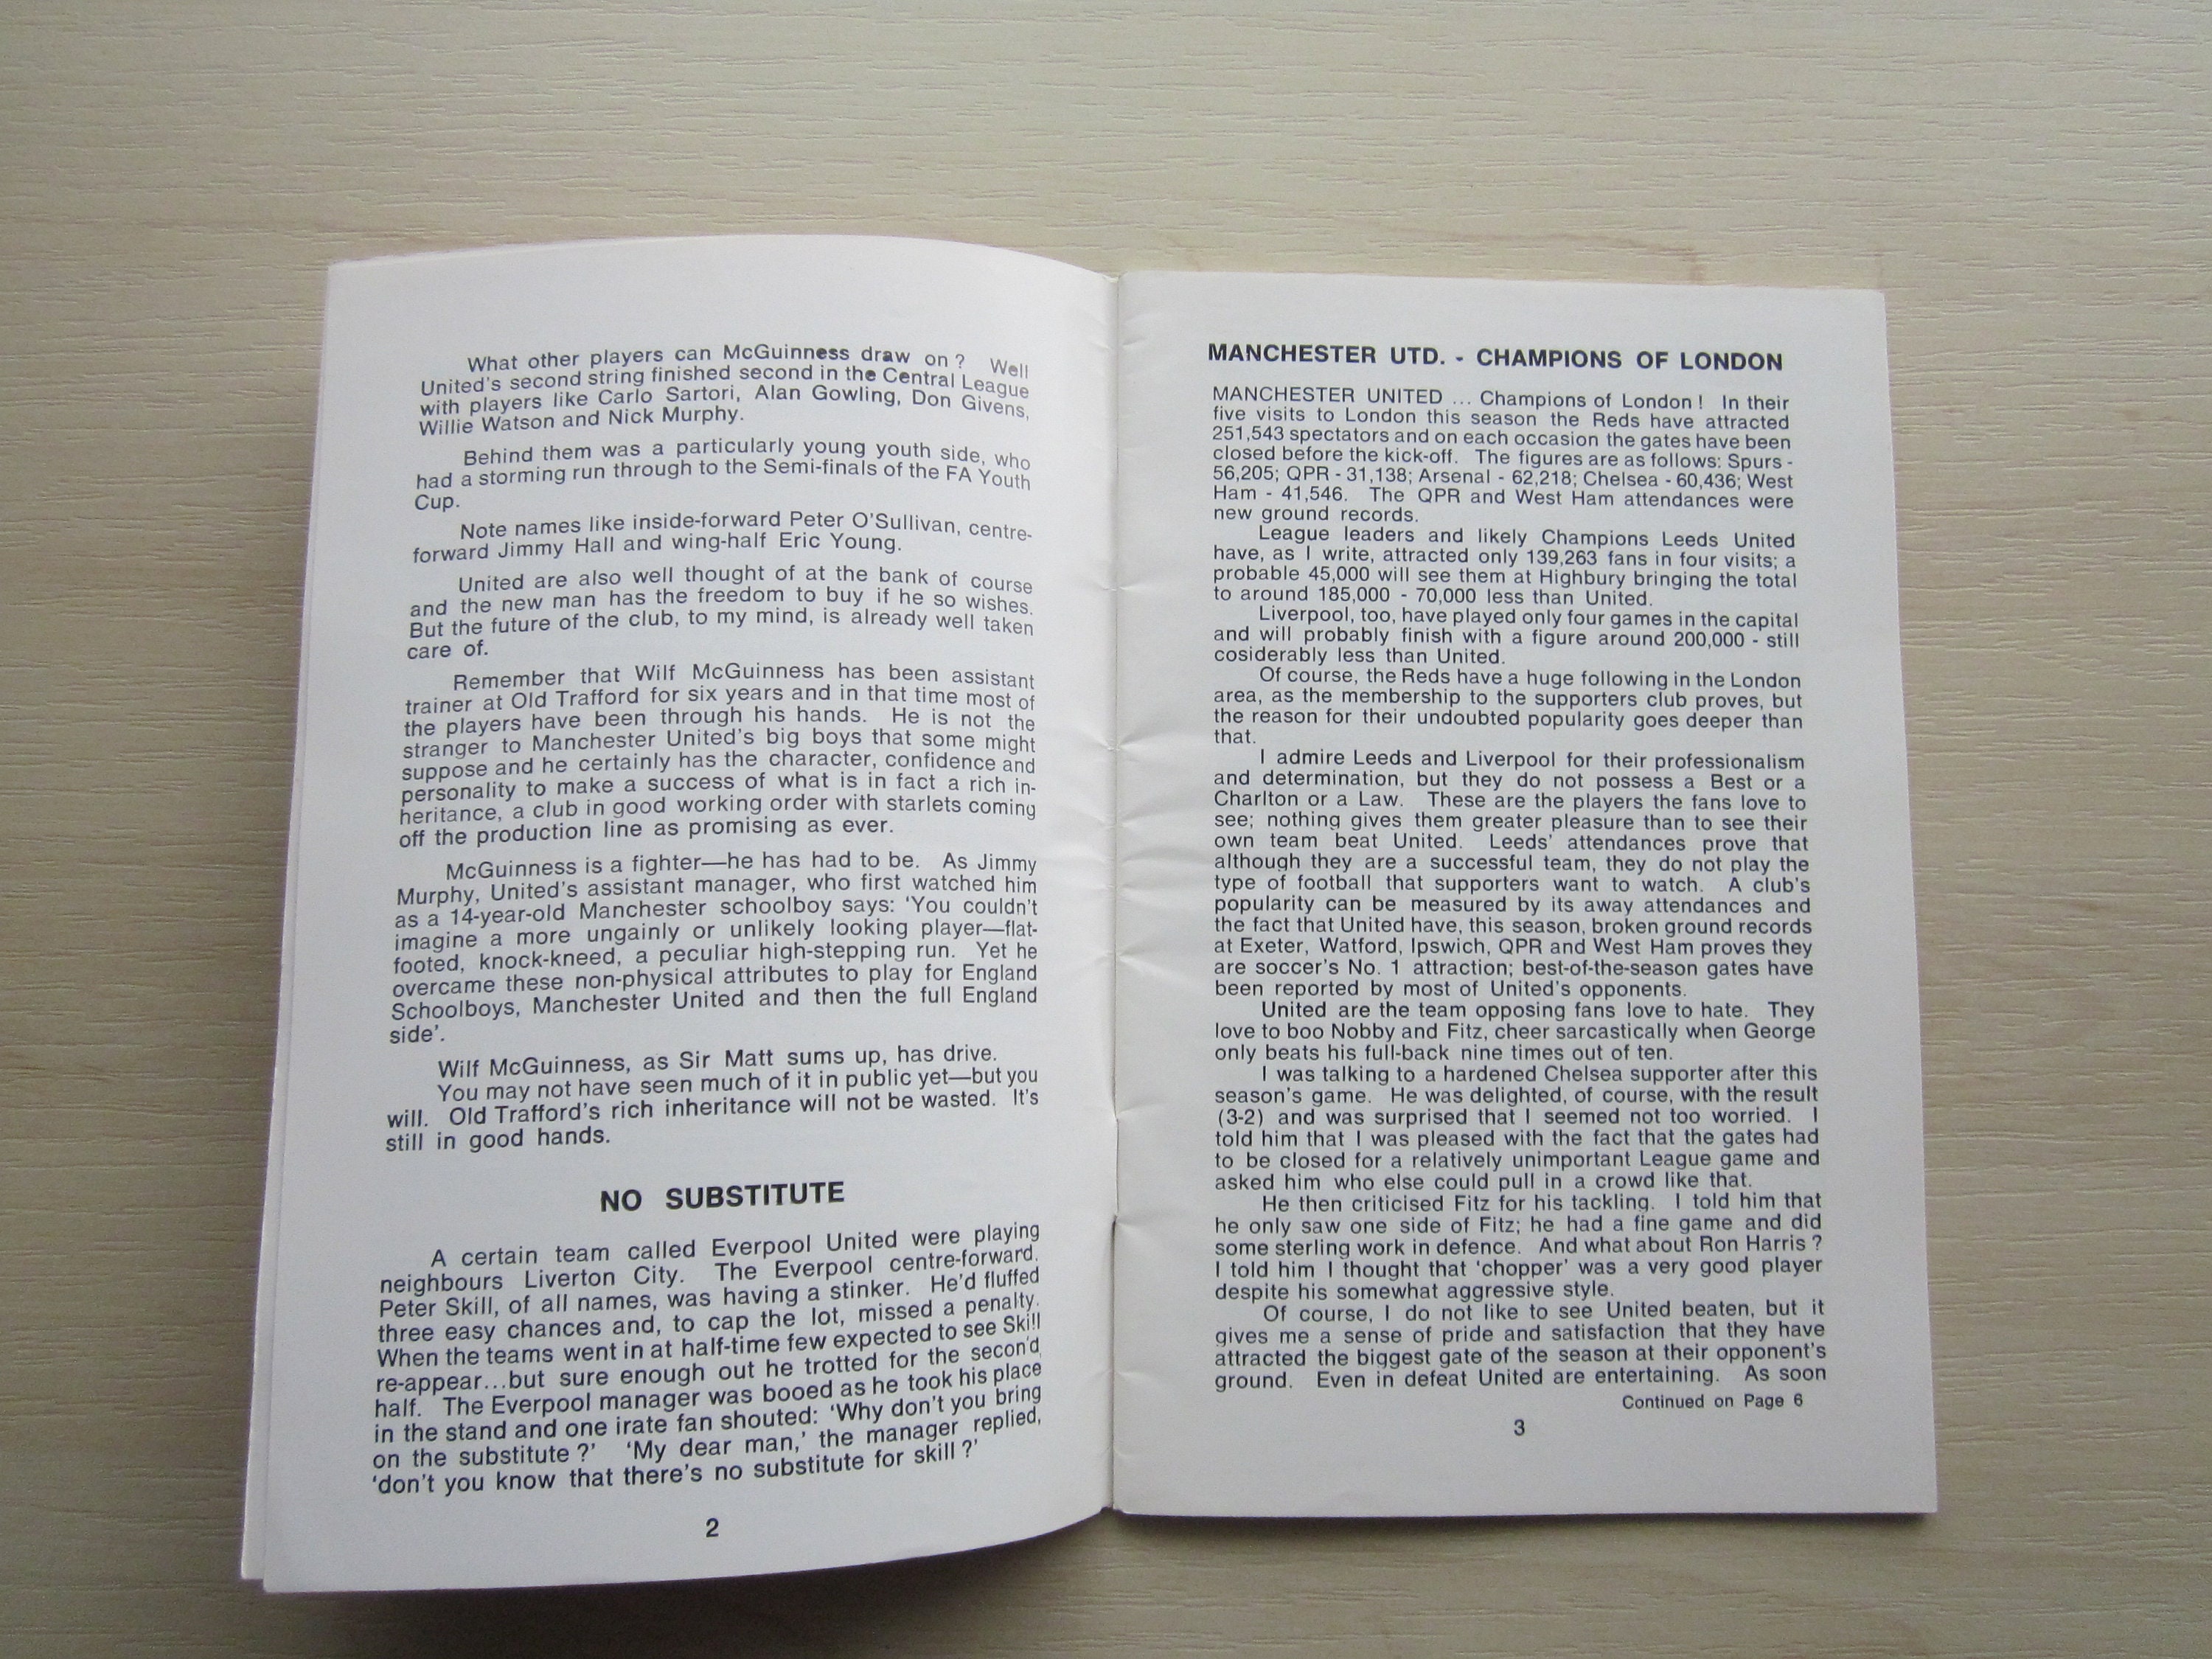 What other players can McGuinness draw on ? Well
United's second string finished second in the Central League
with players like Carlo Sartori, Alan Gowling, Don Givens,
Willie Watson and Nick Murphy.
Behind them was a particularly young youth side, who
had a storming run through to the Semi-finals of the FA Youth
Cup.
Note names like inside-forward Peter O'Sullivan, centre-
forward Jimmy Hall and wing-half Eric Young.
United are also well thought of at the bank of course
and the new man has the freedom to buy if he so wishes.
But the future of the club, to my mind, is already well taken
care of.
Remember that Wilf McGuinness has been assistant
trainer at Old Trafford for six years and in that time most of
the players have been through his hands. He is not the
stranger to Manchester United's big boys that some might
suppose and he certainly has the character, confidence and
personality to make a success of what is in fact a rich in-
heritance, a club in good working order with starlets coming
off the production line as promising as ever.
McGuinness is a fighter—he has had to be. As Jimmy
Murphy, United's assistant manager, who first watched him
as a 14-year-old Manchester schoolboy says: 'You couldn't
imagine a more ungainly or unlikely looking player—flat-
footed, knock-kneed, a peculiar high-stepping run. Yet he
overcame these non-physical attributes to play for England
Schoolboys, Manchester United and then the full England
side'.
Wilf McGuinness, as Sir Matt sums up, has drive.
You may not have seen much of it in public yet—but you
will. Old Trafford's rich inheritance will not be wasted. It's
still in good hands.
NO SUBSTITUTE
A certain team called Everpool United were playing
neighbours Liverton City. The Everpool centre-forward.
Peter Skill, of all names, was having a stinker. He'd fluffed
three easy chances and, to cap the lot, missed a penalty.
When the teams went in at half-time few expected to see Skill
re-appear...but sure enough out he trotted for the second
half. The Everpool manager was booed as he took his place
in the stand and one irate fan shouted: 'Why don't you bring
on the substitute ?' 'My dear man,' the manager replied,
'don't you know that there's no substitute for skill ?'
2
MANCHESTER UTD. - CHAMPIONS OF LONDON
MANCHESTER UNITED ... Champions of London ! In their
five visits to London this season the Reds have attracted
251,543 spectators and on each occasion the gates have been
closed before the kick-off. The figures are as follows: Spurs -
56,205; QPR - 31,138; Arsenal - 62,218; Chelsea - 60,436; West
Ham - 41,546. The QPR and West Ham attendances were
new ground records.
League leaders and likely Champions Leeds United
have, as I write, attracted only 139,263 fans in four visits; a
probable 45,000 will see them at Highbury bringing the total
to around 185,000 - 70,000 less than United.
Liverpool, too, have played only four games in the capital
and will probably finish with a figure around 200,000 - still
cosiderably less than United.
Of course, the Reds have a huge following in the London
area, as the membership to the supporters club proves, but
the reason for their undoubted popularity goes deeper than
that.
I admire Leeds and Liverpool for their professionalism
and determination, but they do not possess a Best or a
Charlton or a Law. These are the players the fans love to
see; nothing gives them greater pleasure than to see their
own team beat United. Leeds' attendances prove that
although they are a successful team, they do not play the
type of football that supporters want to watch. A club's
popularity can be measured by its away attendances and
the fact that United have, this season, broken ground records
at Exeter, Watford, Ipswich, QPR and West Ham proves they
are soccer's No. 1 attraction; best-of-the-season gates have
been reported by most of United's opponents.
United are the team opposing fans love to hate. They
love to boo Nobby and Fitz, cheer sarcastically when George
only beats his full-back nine times out of ten.
I was talking to a hardened Chelsea supporter after this
season's game. He was delighted, of course, with the result
(3-2) and was surprised that I seemed not too worried. I
told him that I was pleased with the fact that the gates had
to be closed for a relatively unimportant League game and
asked him who else could pull in a crowd like that.
He then criticised Fitz for his tackling. I told him that
he only saw one side of Fitz; he had a fine game and did
some sterling work in defence. And what about Ron Harris ?
I told him I thought that 'chopper' was a very good player
despite his somewhat aggressive style.
Of course, I do not like to see United beaten, but it
gives me a sense of pride and satisfaction that they have
attracted the biggest gate of the season at their opponent's
ground. Even in defeat United are entertaining. As soon
Continued on Page 6
3